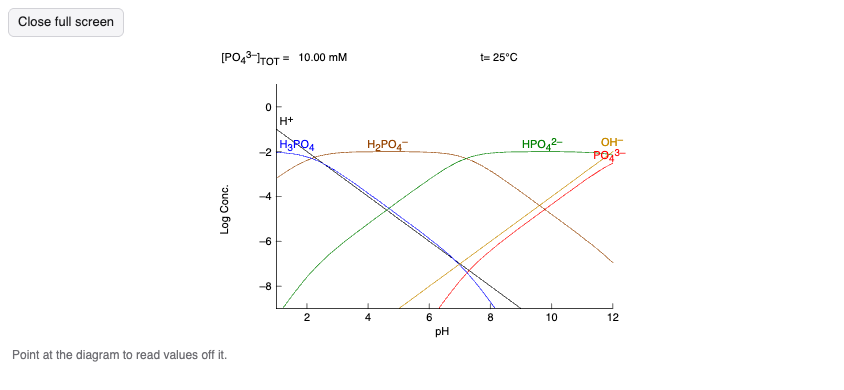 Close full screen
[PO₄³⁻]TOT = 10.00 mM
t= 25°C
0
H⁺
H₃PO₄
H₂PO₄⁻
HPO₄²⁻
OH⁻
−2
PO₄³⁻
−4
Log Conc.
−6
−8
2 4 6 8 10 12
pH
Point at the diagram to read values off it.